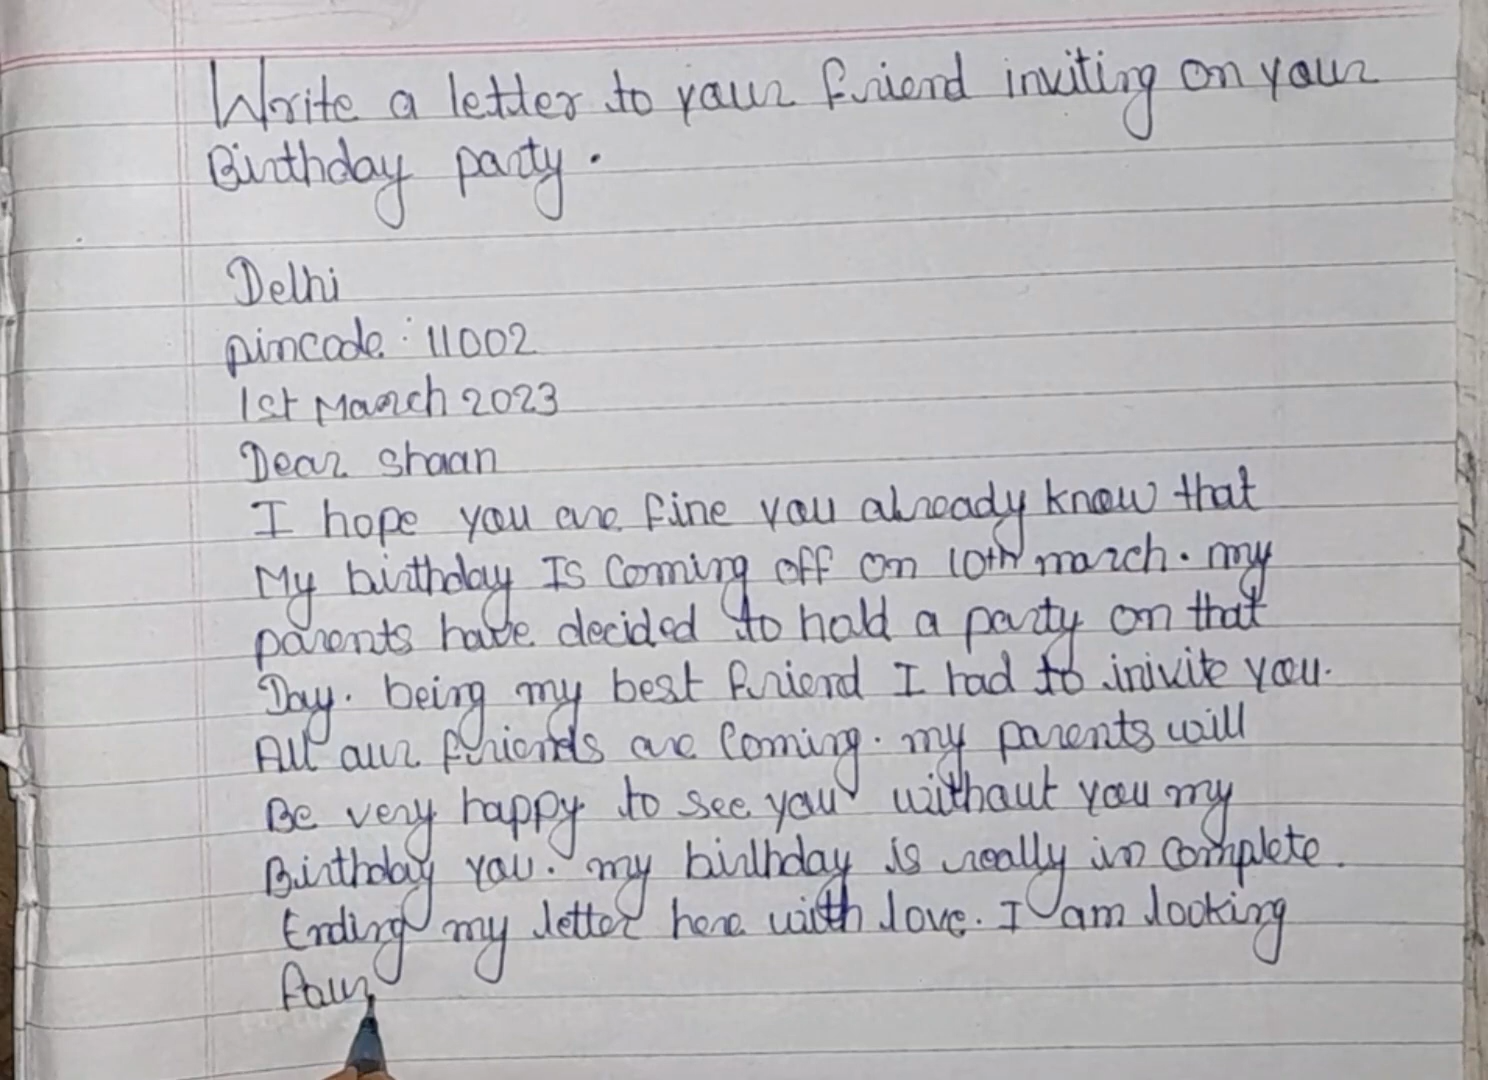 Write a letter to your friend inviting on your
Birthday party.
Delhi
pincode : 11002
1st March 2023
Dear shaan
I hope you are fine you already know that
My birthday Is Coming off on 10th march. my
parents have decided to hold a party on that
Day. being my best friend I had to inivite you.
All our friends are Coming. my parents will
Be very happy to see you without you my
Birthday you. my birthday is really in complete.
Ending my letter here with love. I am looking